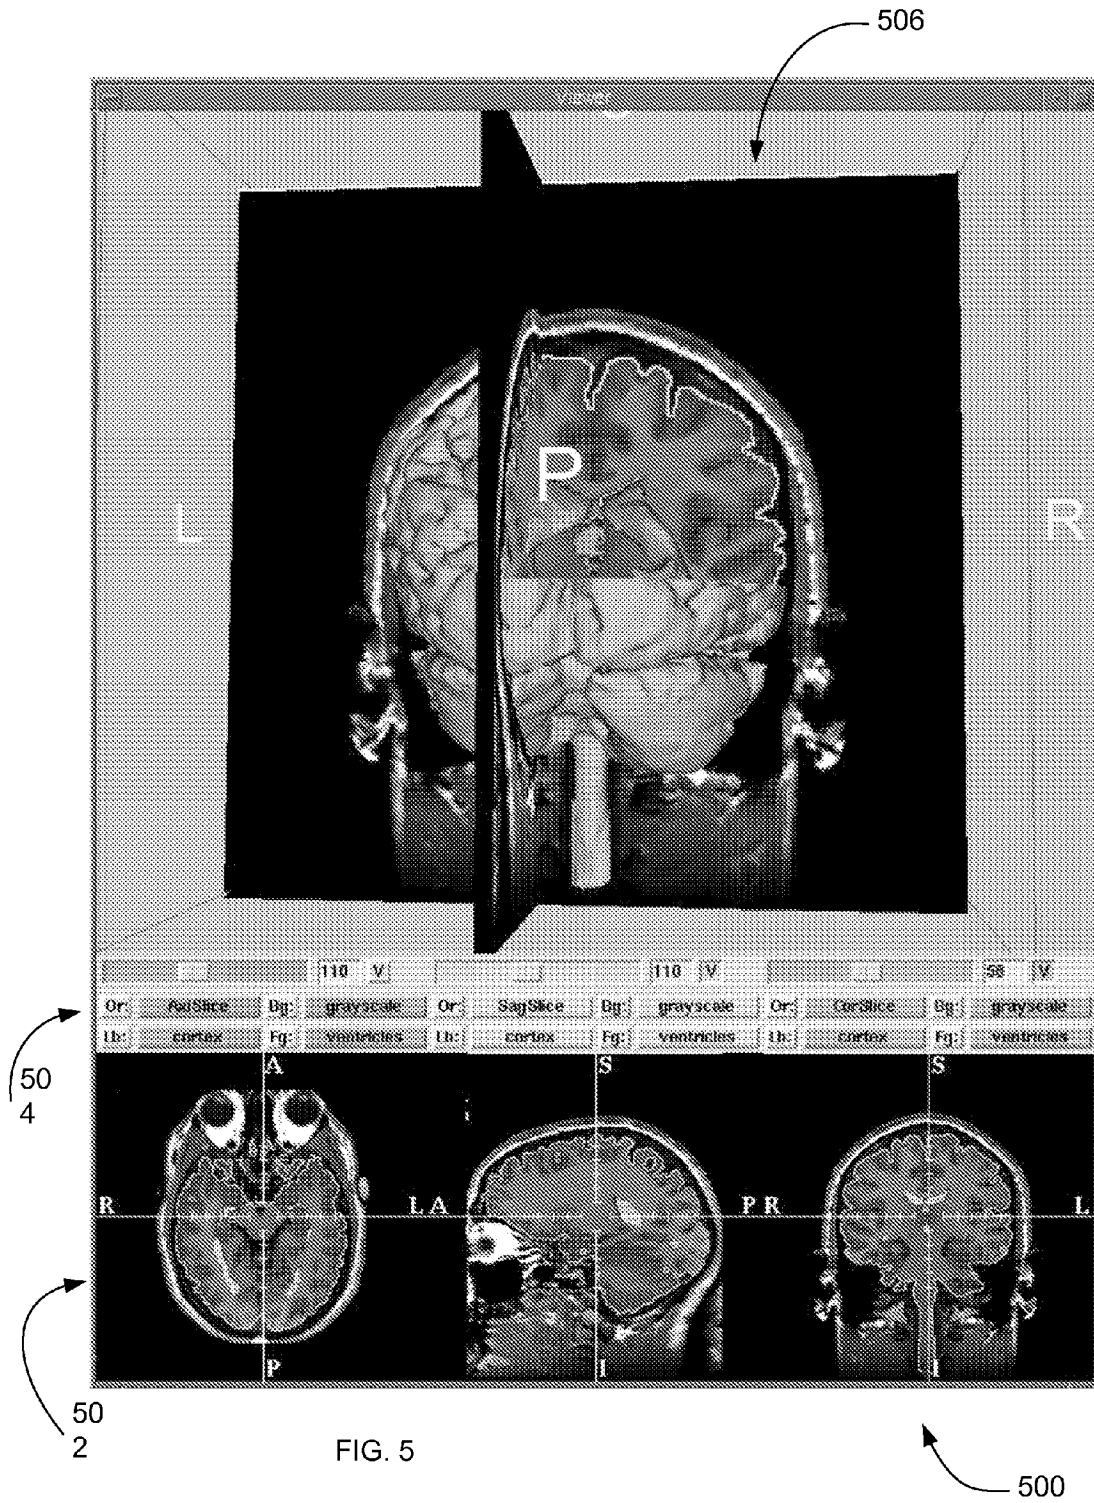 506
Viewer
P
L
R
110 V 110 V 58 V
Or: AxiSlice Bg: grayscale Or: SagSlice Bg: grayscale Or: CorSlice Bg: grayscale
Lb: cortex Fg: ventricles Lb: cortex Fg: ventricles Lb: cortex Fg: ventricles
50
4
A S S
R L A P R L
P I I
50
2
FIG. 5
500